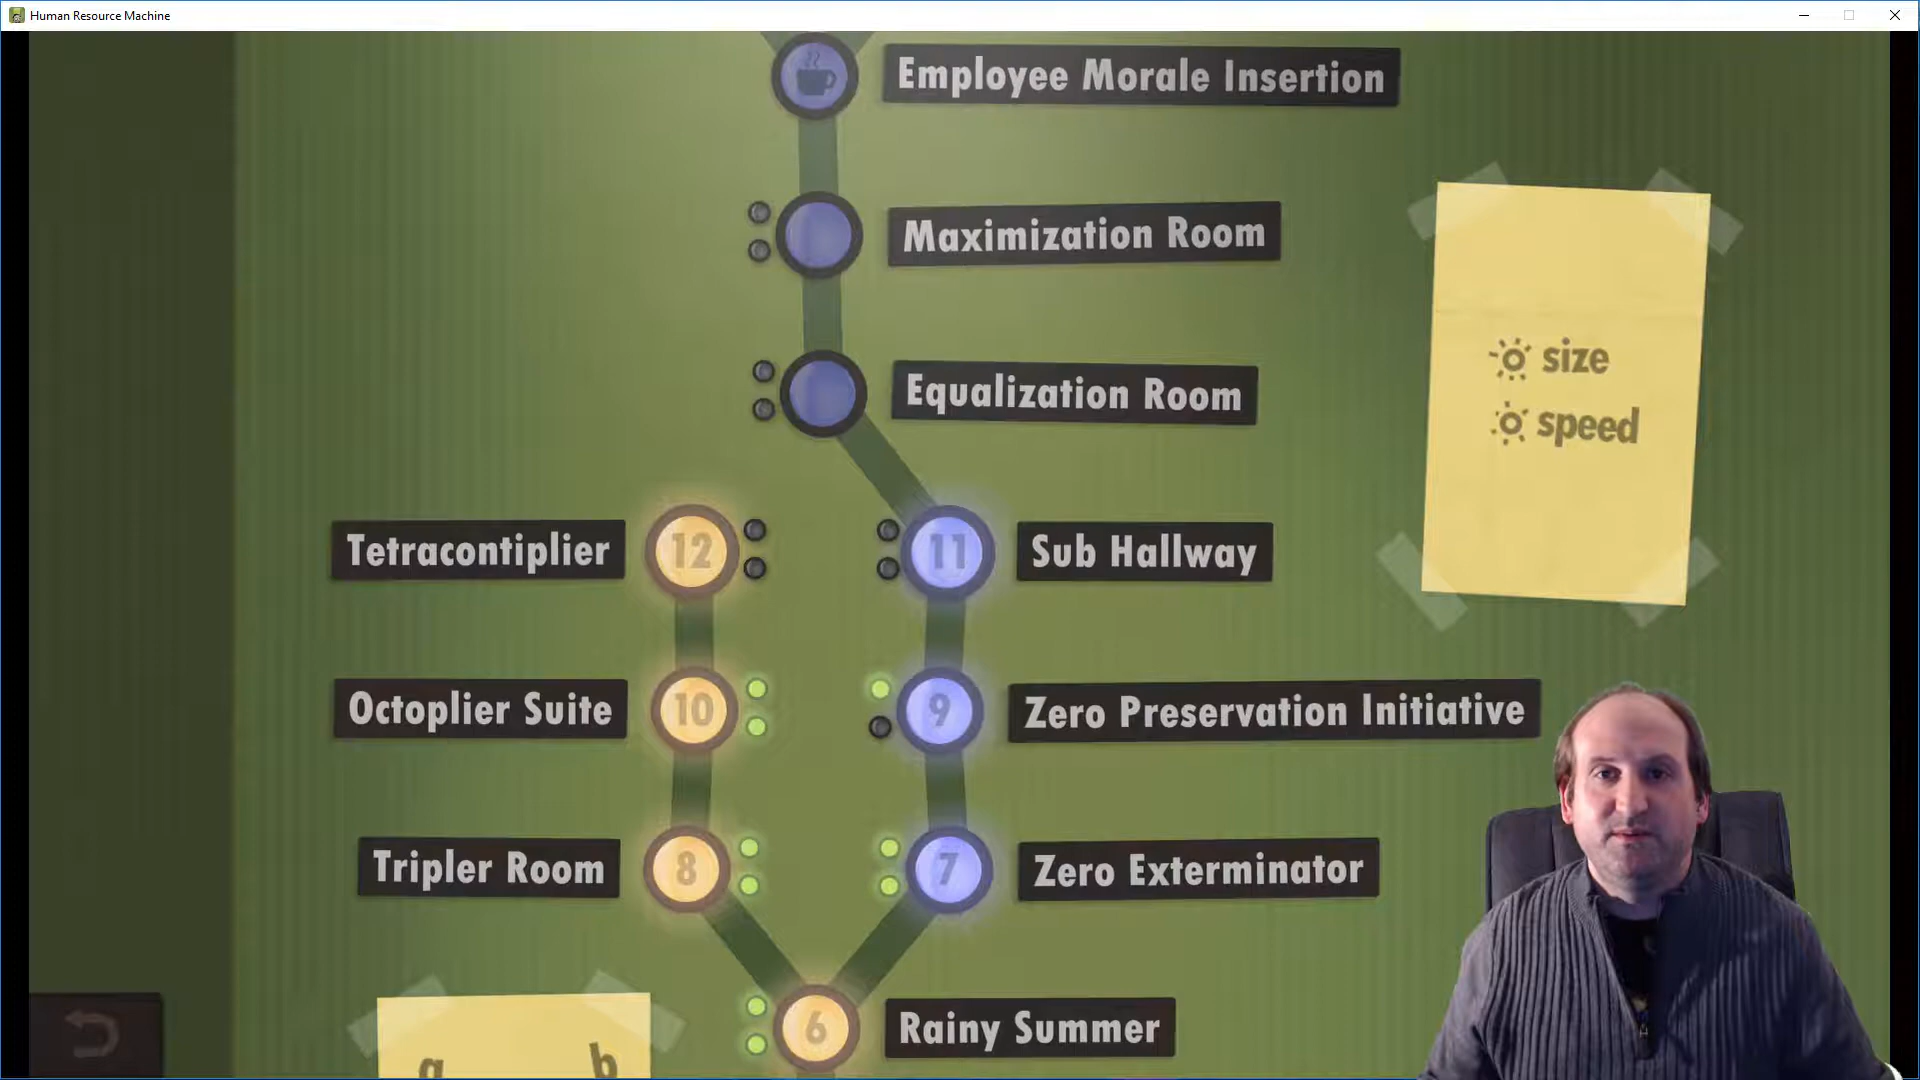 Human Resource Machine
Employee Morale Insertion
Maximization Room
Equalization Room
size
speed
Tetracontiplier
12
11
Sub Hallway
Octoplier Suite
10
9
Zero Preservation Initiative
Tripler Room
8
7
Zero Exterminator
6
Rainy Summer
a b